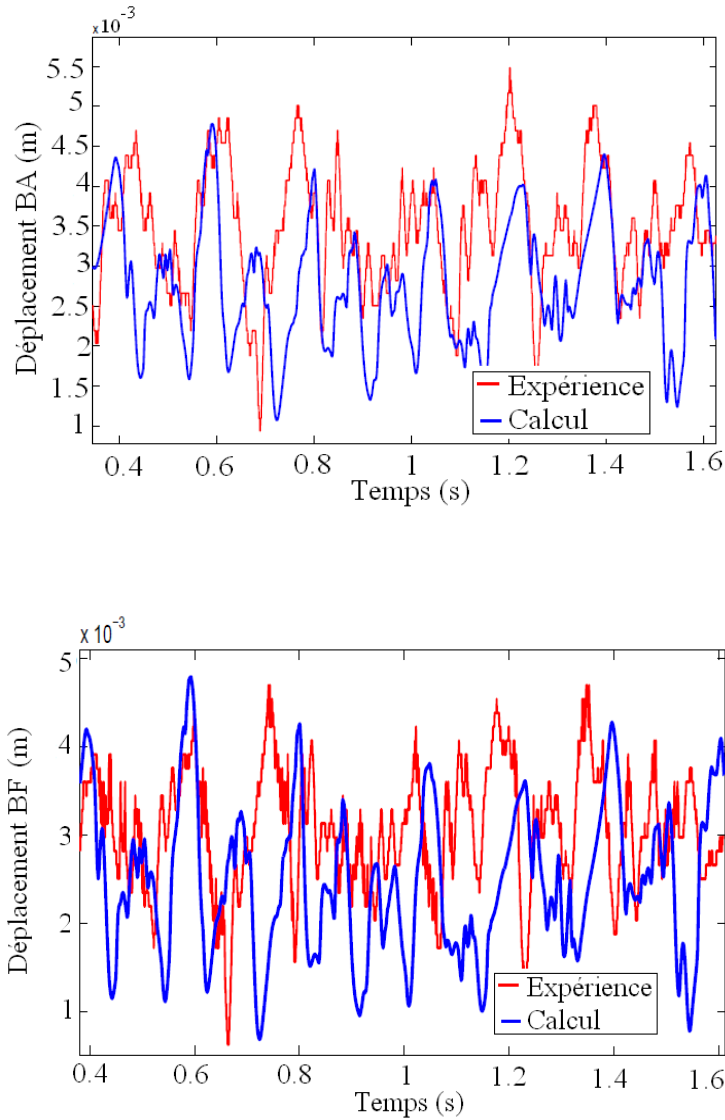 ×10⁻³
5.5
5
4.5
4
3.5
3
2.5
2
1.5
1
Déplacement BA (m)
Expérience
Calcul
0.4 0.6 0.8 1 1.2 1.4 1.6
Temps (s)
x 10⁻³
5
4
3
2
1
Déplacement BF (m)
Expérience
Calcul
0.4 0.6 0.8 1 1.2 1.4 1.6
Temps (s)